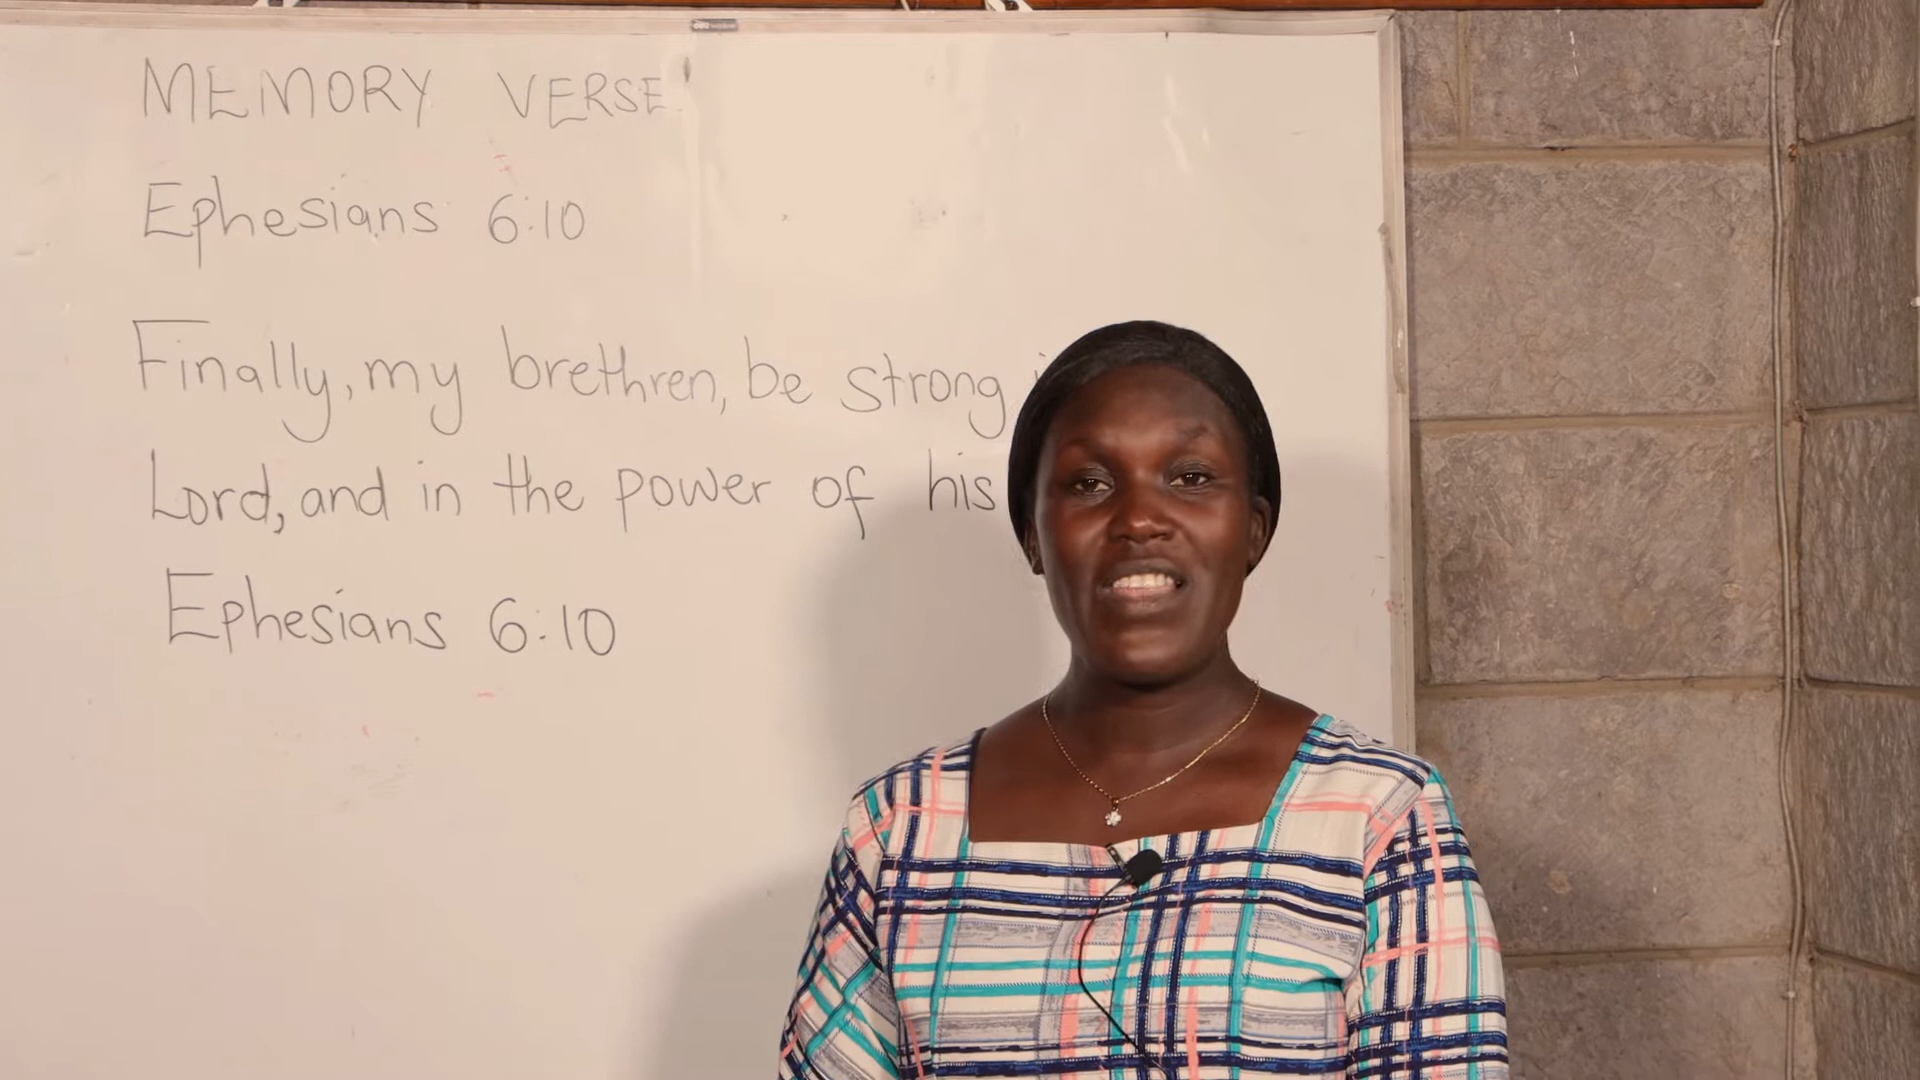 MEMORY VERSE
Ephesians 6:10
Finally, my brethren, be strong
Lord, and in the power of his
Ephesians 6:10